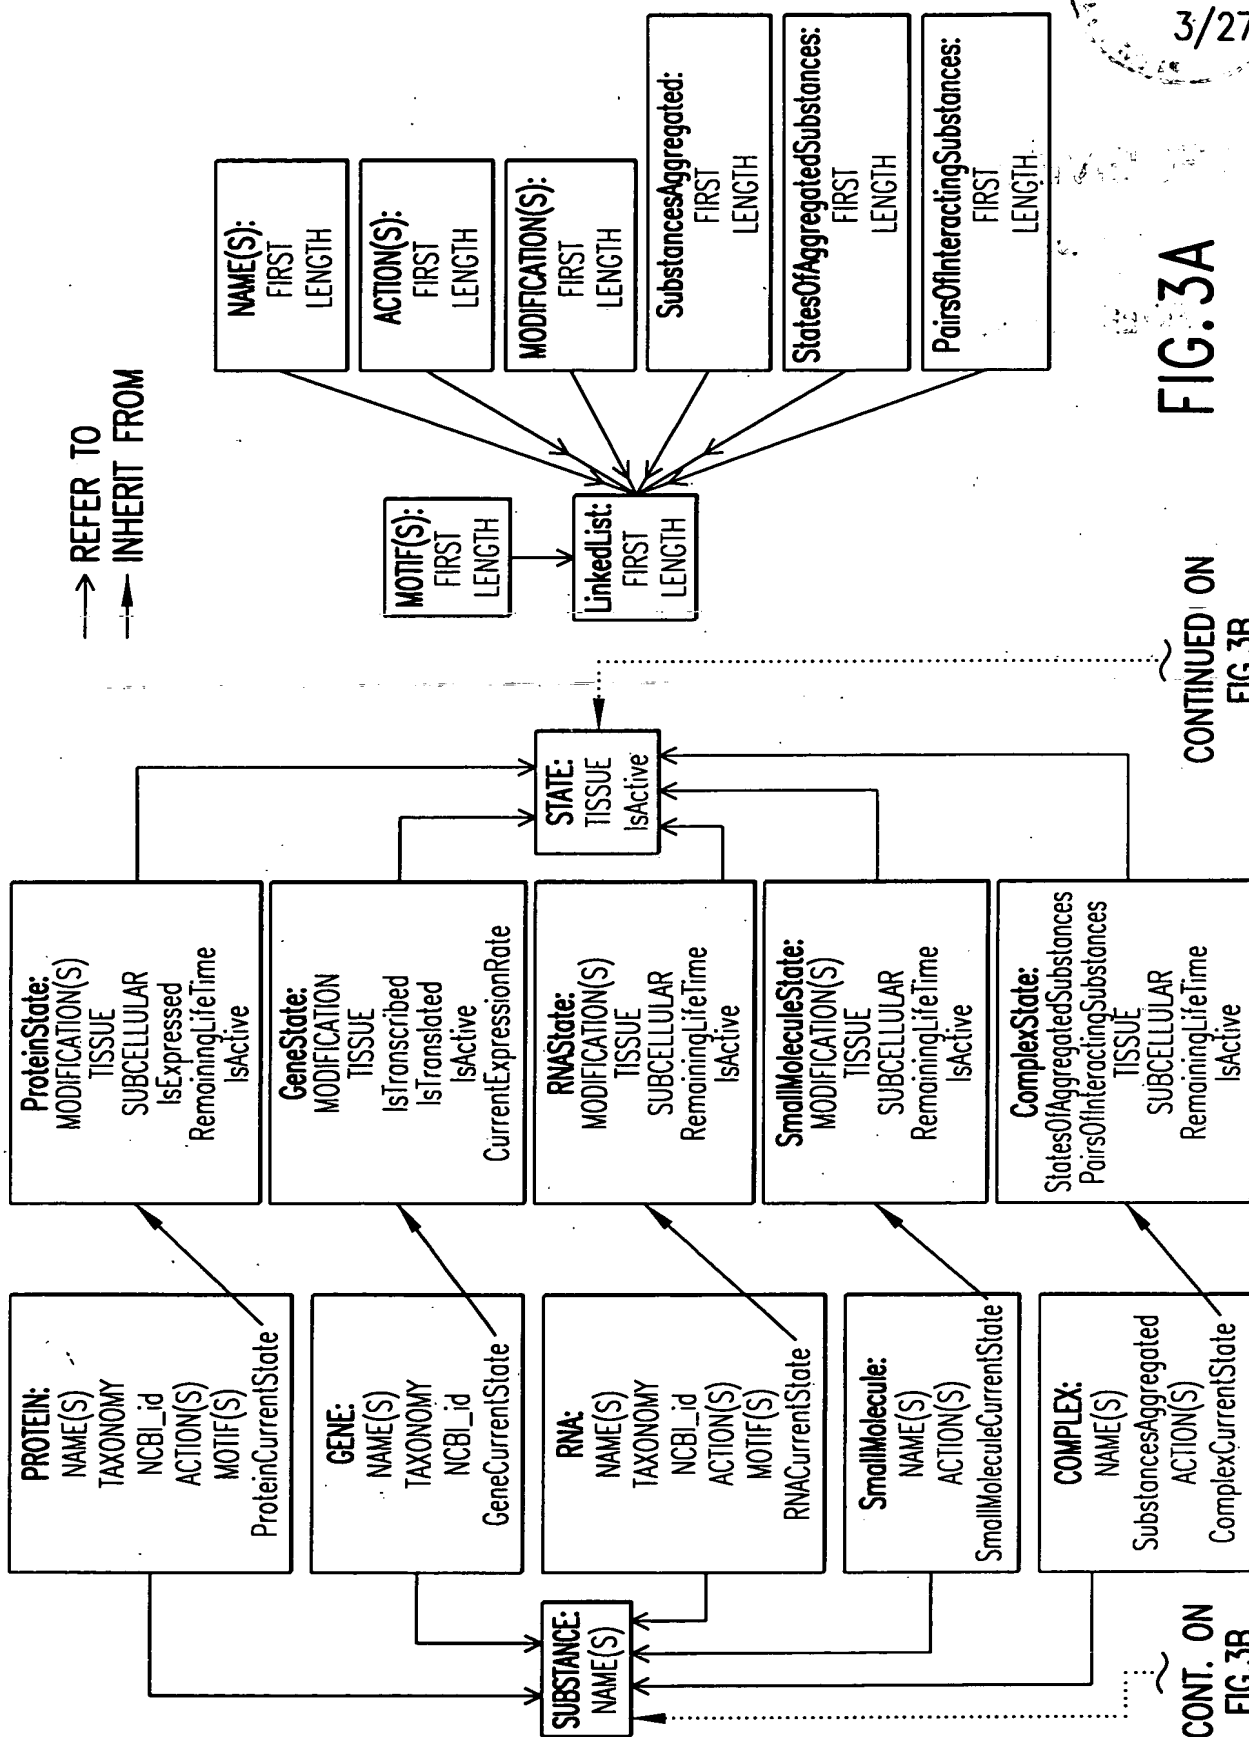 3/27
REFER TO
INHERIT FROM
PROTEIN:
NAME(S)
TAXONOMY
NCBI_id
ACTION(S)
MOTIF(S)
ProteinCurrentState
GENE:
NAME(S)
TAXONOMY
NCBI_id
GeneCurrentState
RNA:
NAME(S)
TAXONOMY
NCBI_id
ACTION(S)
MOTIF(S)
RNACurrentState
SmallMolecule:
NAME(S)
ACTION(S)
SmallMoleculeCurrentState
COMPLEX:
NAME(S)
SubstancesAggregated
ACTION(S)
ComplexCurrentState
SUBSTANCE:
NAME(S)
CONT. ON
FIG.3B
ProteinState:
MODIFICATION(S)
TISSUE
SUBCELLULAR
IsExpressed
RemainingLifeTime
IsActive
GeneState:
MODIFICATION
TISSUE
IsTranscribed
IsTranslated
IsActive
CurrentExpressionRate
RNAState:
MODIFICATION(S)
TISSUE
SUBCELLULAR
RemainingLifeTime
IsActive
SmallMoleculeState:
MODIFICATION(S)
TISSUE
SUBCELLULAR
RemainingLifeTime
IsActive
ComplexState:
StatesOfAggregatedSubstances
PairsOfInteractingSubstances
TISSUE
SUBCELLULAR
RemainingLifeTime
IsActive
STATE:
TISSUE
IsActive
CONTINUED ON
FIG.3B
MOTIF(S):
FIRST
LENGTH
LinkedList:
FIRST
LENGTH
NAME(S):
FIRST
LENGTH
ACTION(S):
FIRST
LENGTH
MODIFICATION(S):
FIRST
LENGTH
SubstancesAggregated:
FIRST
LENGTH
StatesOfAggregatedSubstances:
FIRST
LENGTH
PairsOfInteractingSubstances:
FIRST
LENGTH
FIG.3A